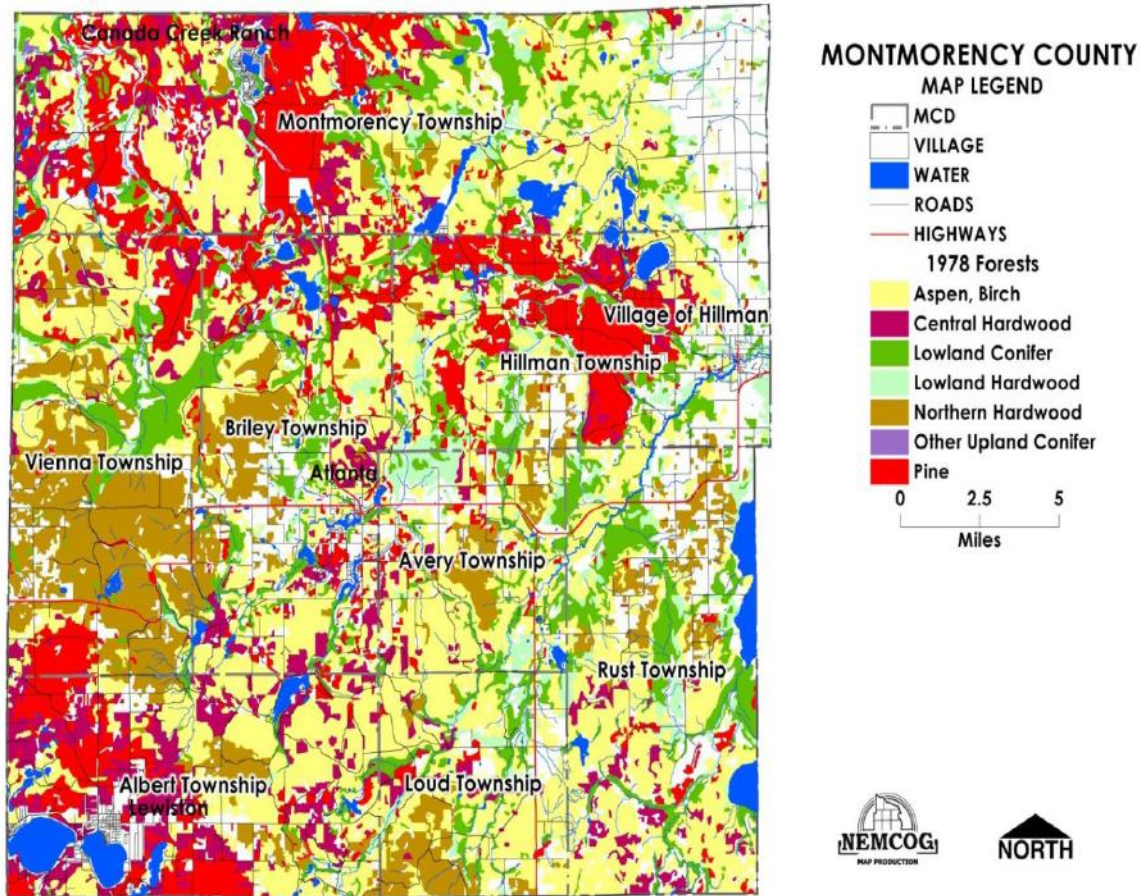 Canada Creek Ranch
Montmorency Township
Village of Hillman
Hillman Township
Briley Township
Vienna Township
Atlanta
Avery Township
Rust Township
Albert Township
Lewiston
Loud Township
MONTMORENCY COUNTY
MAP LEGEND
MCD
VILLAGE
WATER
ROADS
HIGHWAYS
1978 Forests
Aspen, Birch
Central Hardwood
Lowland Conifer
Lowland Hardwood
Northern Hardwood
Other Upland Conifer
Pine
0 2.5 5
Miles
NEMCOG
MAP PRODUCTION
NORTH